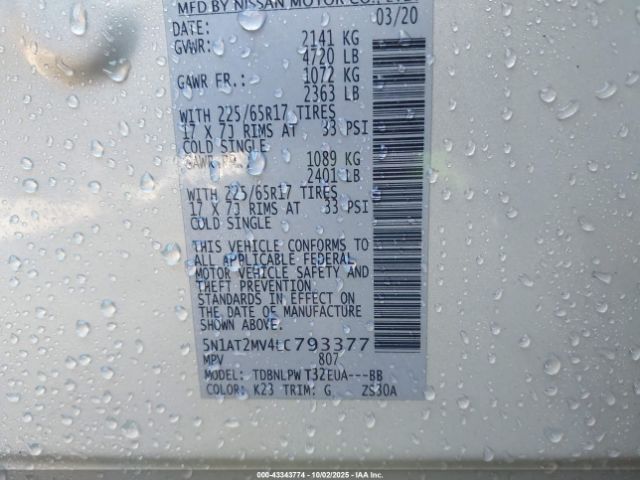 MFD BY NISSAN MOTOR CO., LTD.
DATE: 03/20
GVWR: 2141 KG
4720 LB
GAWR FR.: 1072 KG
2363 LB
WITH 225/65R17 TIRES
17 X 7J RIMS AT 33 PSI
COLD SINGLE
GAWR RR.: 1089 KG
2401 LB
WITH 225/65R17 TIRES
17 X 7J RIMS AT 33 PSI
COLD SINGLE
THIS VEHICLE CONFORMS TO
ALL APPLICABLE FEDERAL
MOTOR VEHICLE SAFETY AND
THEFT PREVENTION
STANDARDS IN EFFECT ON
THE DATE OF MANUFACTURE
SHOWN ABOVE.
5N1AT2MV4LC793377
MPV 807
MODEL: TDBNLPW T32EUA---BB
COLOR: K23 TRIM: G ZS30A
000-43343774 - 10/02/2025 - IAA Inc.